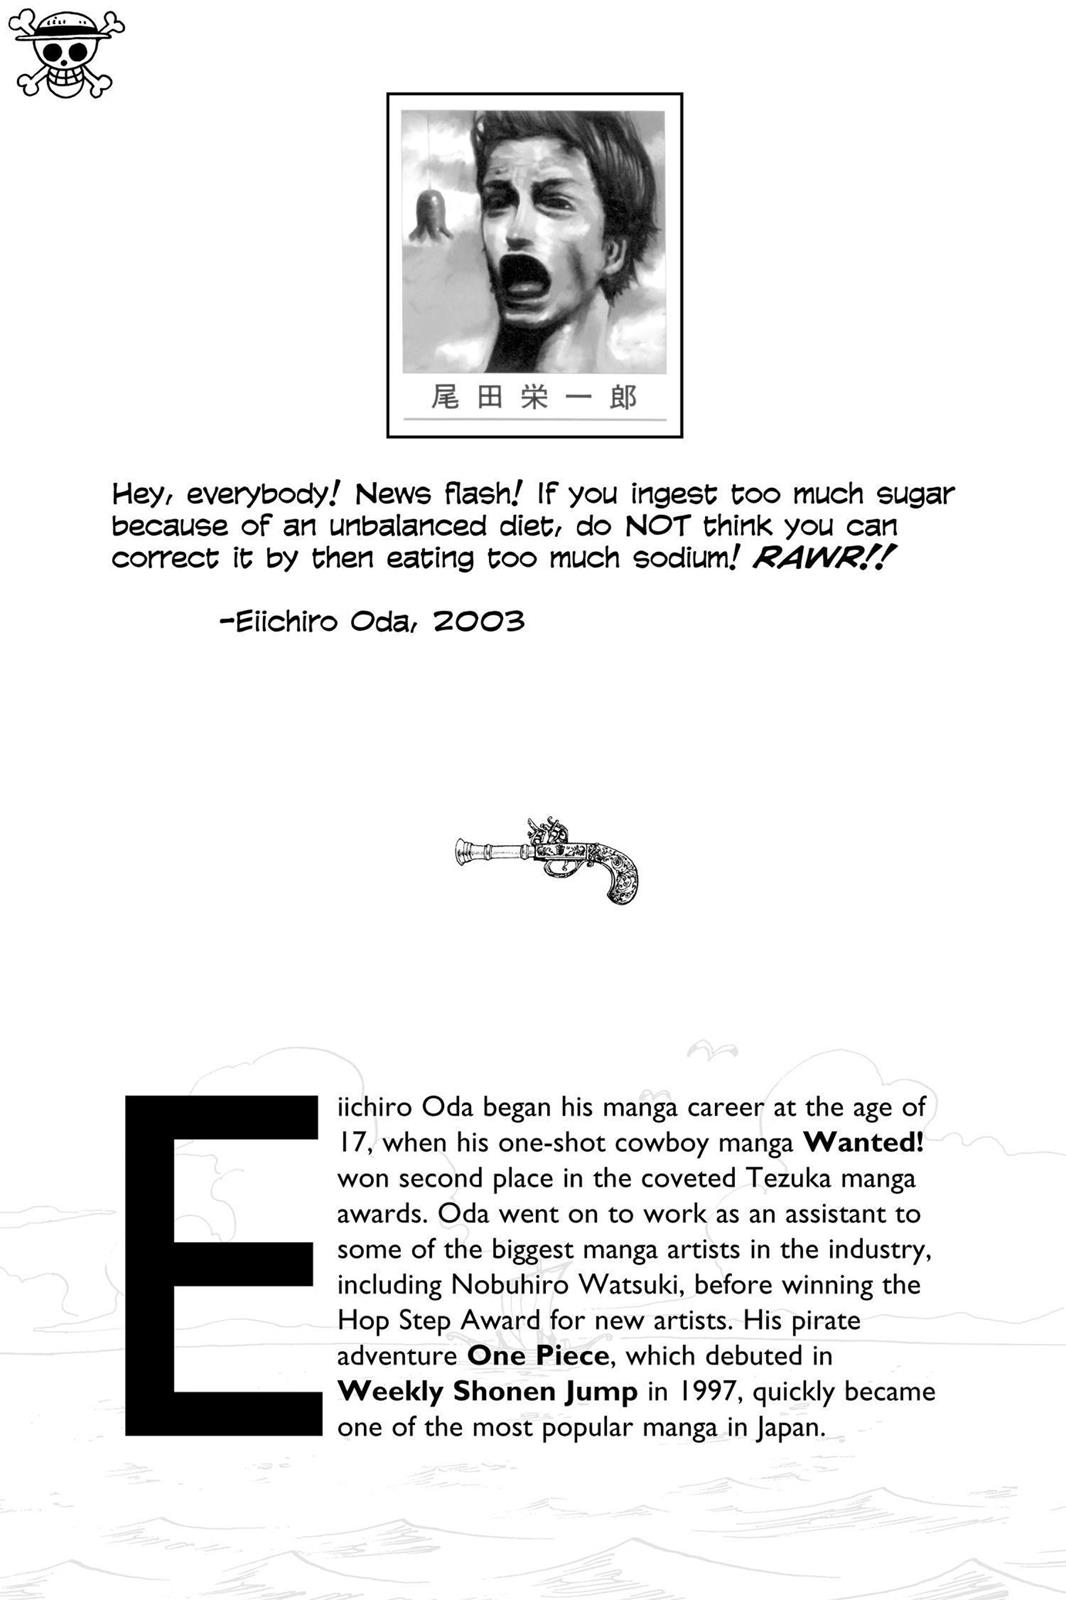 尾田栄一郎
Hey, everybody! News flash! If you ingest too much sugar
because of an unbalanced diet, do NOT think you can
correct it by then eating too much sodium! RAWR!!
-Eiichiro Oda, 2003
Eiichiro Oda began his manga career at the age of
17, when his one-shot cowboy manga Wanted!
won second place in the coveted Tezuka manga
awards. Oda went on to work as an assistant to
some of the biggest manga artists in the industry,
including Nobuhiro Watsuki, before winning the
Hop Step Award for new artists. His pirate
adventure One Piece, which debuted in
Weekly Shonen Jump in 1997, quickly became
one of the most popular manga in Japan.